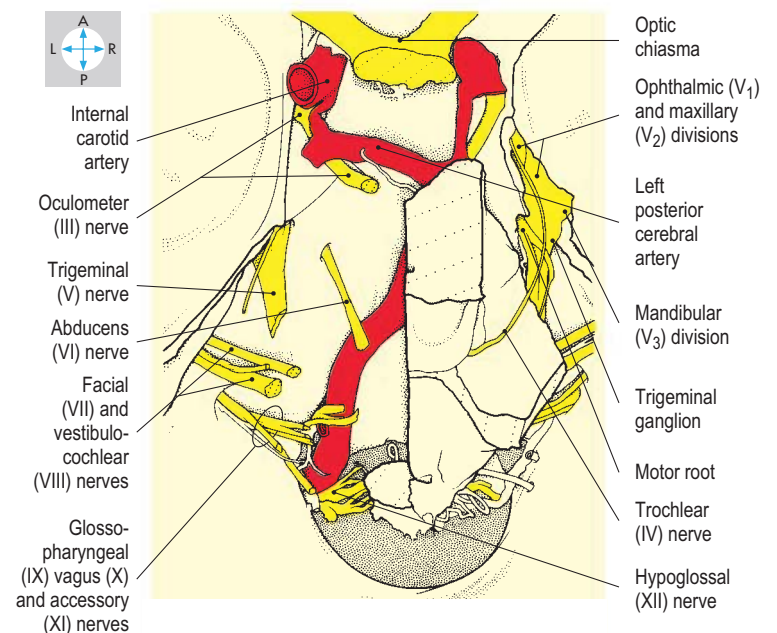 A
L R
P
Internal
carotid
artery
Oculometer
(III) nerve
Trigeminal
(V) nerve
Abducens
(VI) nerve
Facial
(VII) and
vestibulo-
cochlear
(VIII) nerves
Glosso-
pharyngeal
(IX) vagus (X)
and accessory
(XI) nerves
Optic
chiasma
Ophthalmic (V1)
and maxillary
(V2) divisions
Left
posterior
cerebral
artery
Mandibular
(V3) division
Trigeminal
ganglion
Motor root
Trochlear
(IV) nerve
Hypoglossal
(XII) nerve